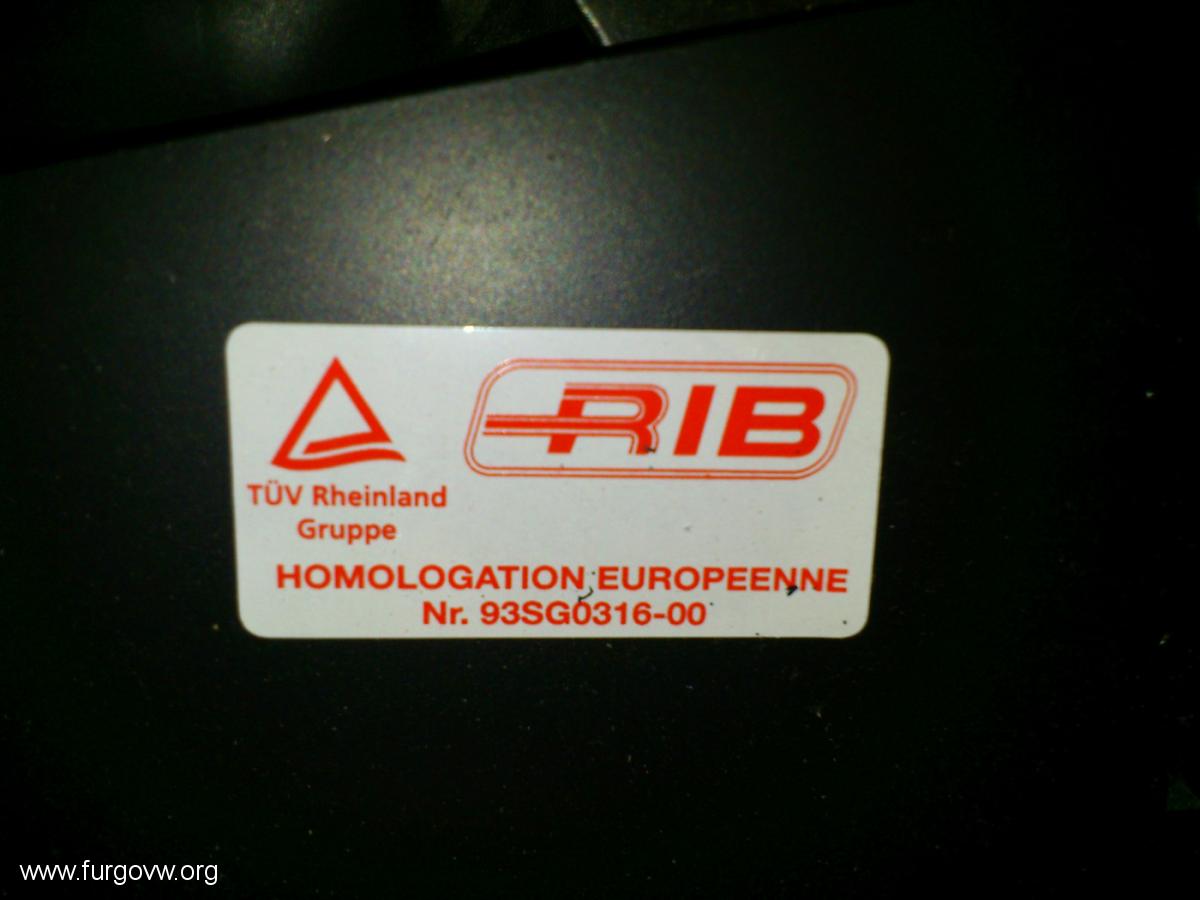 RIB
TÜV Rheinland
Gruppe
HOMOLOGATION EUROPEENNE
Nr. 93SG0316-00
www.furgovw.org